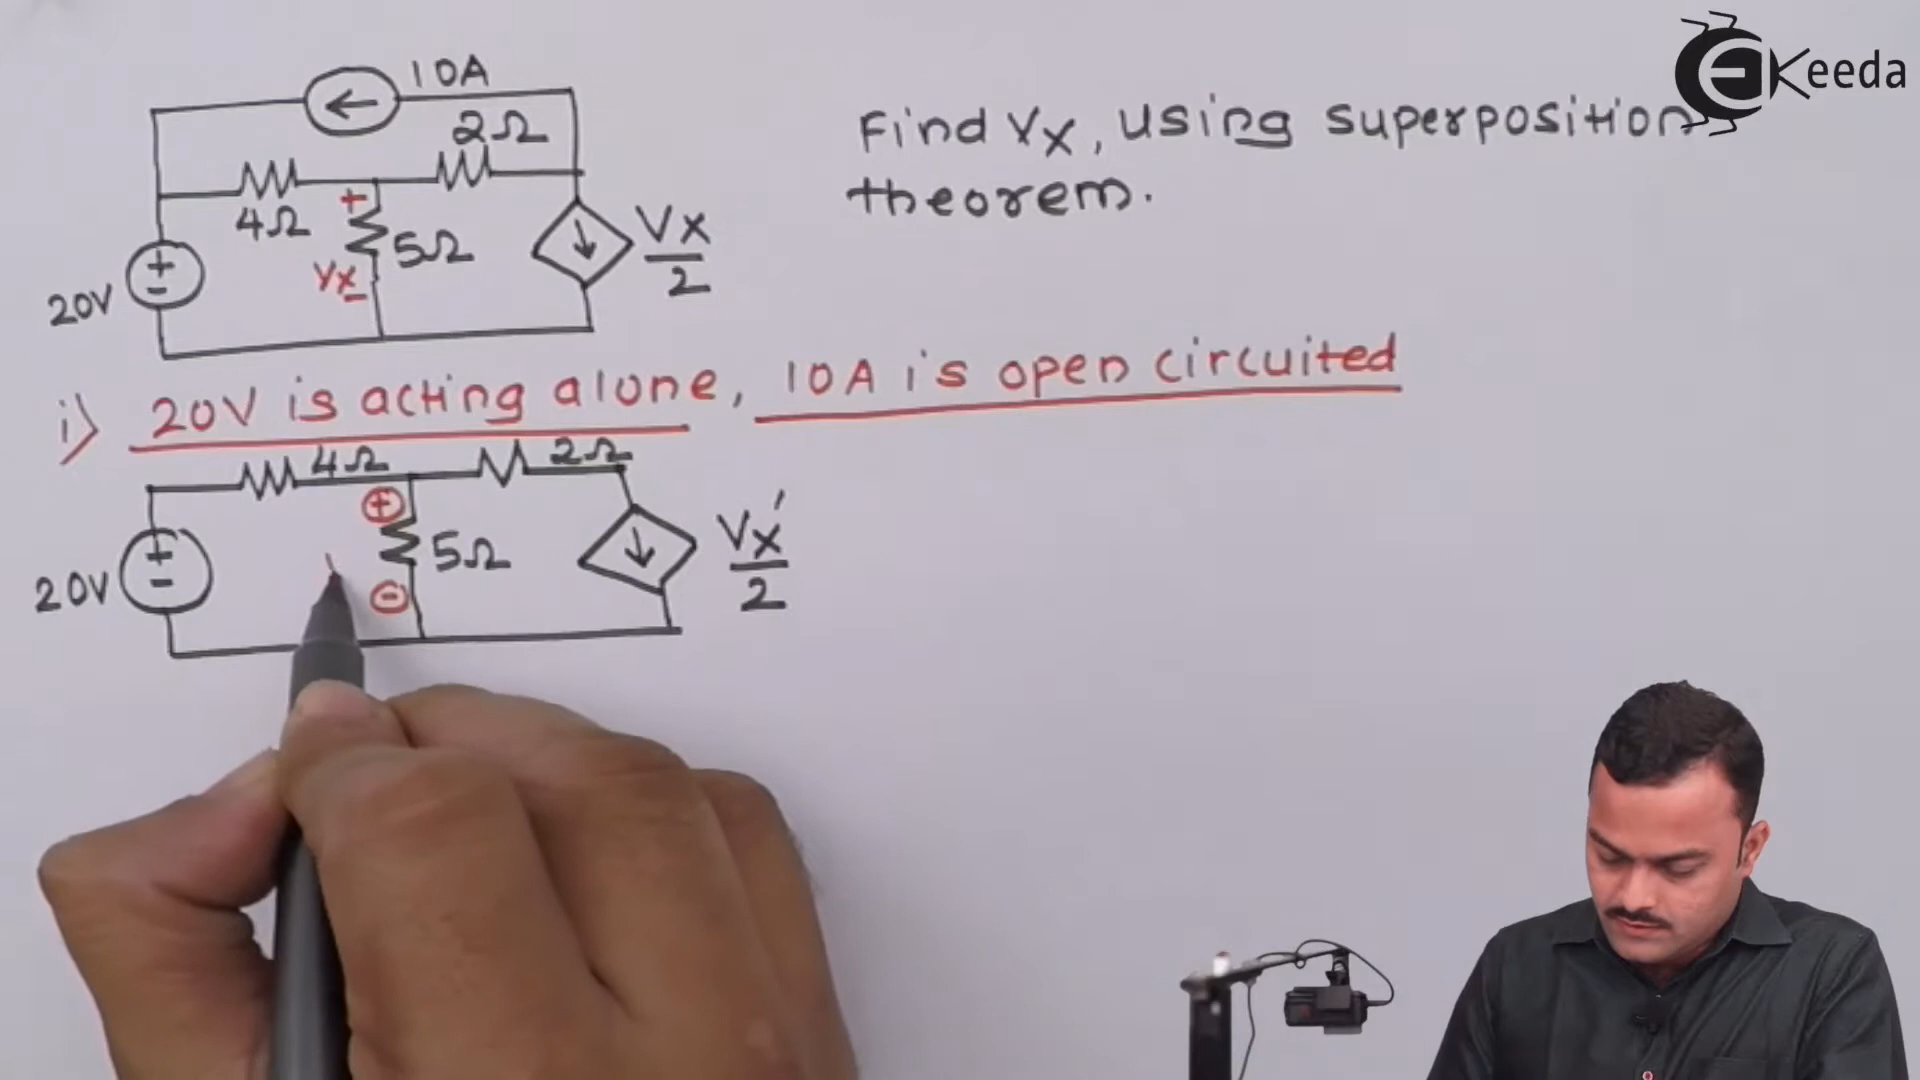 EKeeda
10A
2Ω
4Ω
5Ω
+
Vx
-
+
-
20V
Vx
2
Find Vx, using superposition
theorem.
i) 20V is acting alone, 10A is open circuited
4Ω
2Ω
+
5Ω
-
+
-
20V
Vx'
2